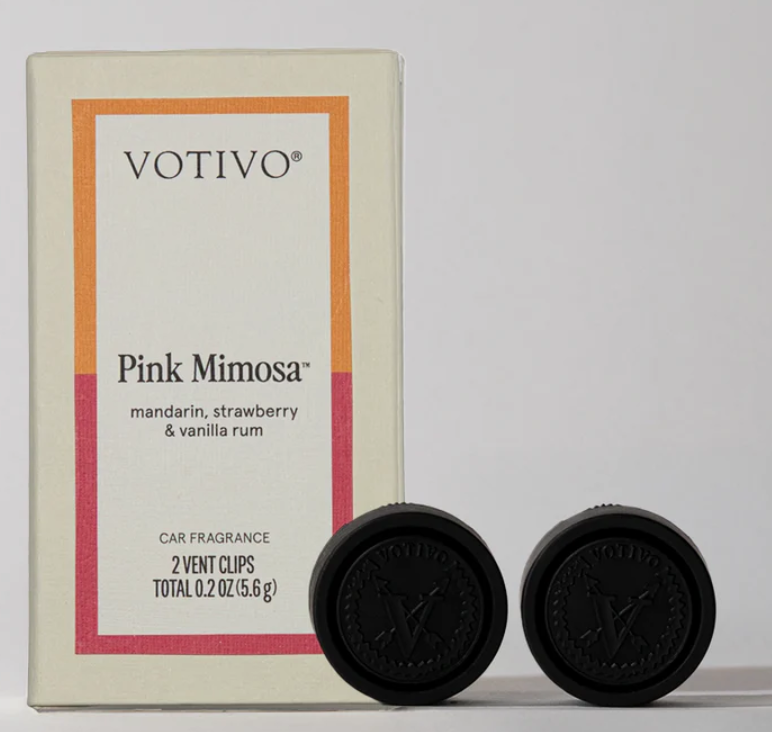 VOTIVO®
Pink Mimosa™
mandarin, strawberry
& vanilla rum
CAR FRAGRANCE
2 VENT CLIPS
TOTAL 0.2 OZ (5.6 g)
VOTIVO
V
VOTIVO
V